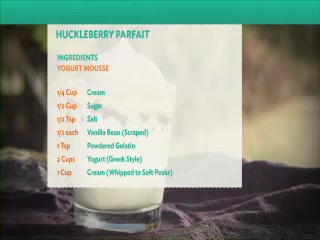 HUCKLEBERRY PARFAIT
INGREDIENTS
YOGURT MOUSSE
1/4 Cup Cream
1/2 Cup Sugar
1/2 Tsp Salt
1/2 each Vanilla Bean (Scraped)
1 Tsp Powdered Gelatin
2 Cups Yogurt (Greek Style)
1 Cup Cream (Whipped to Soft Peaks)